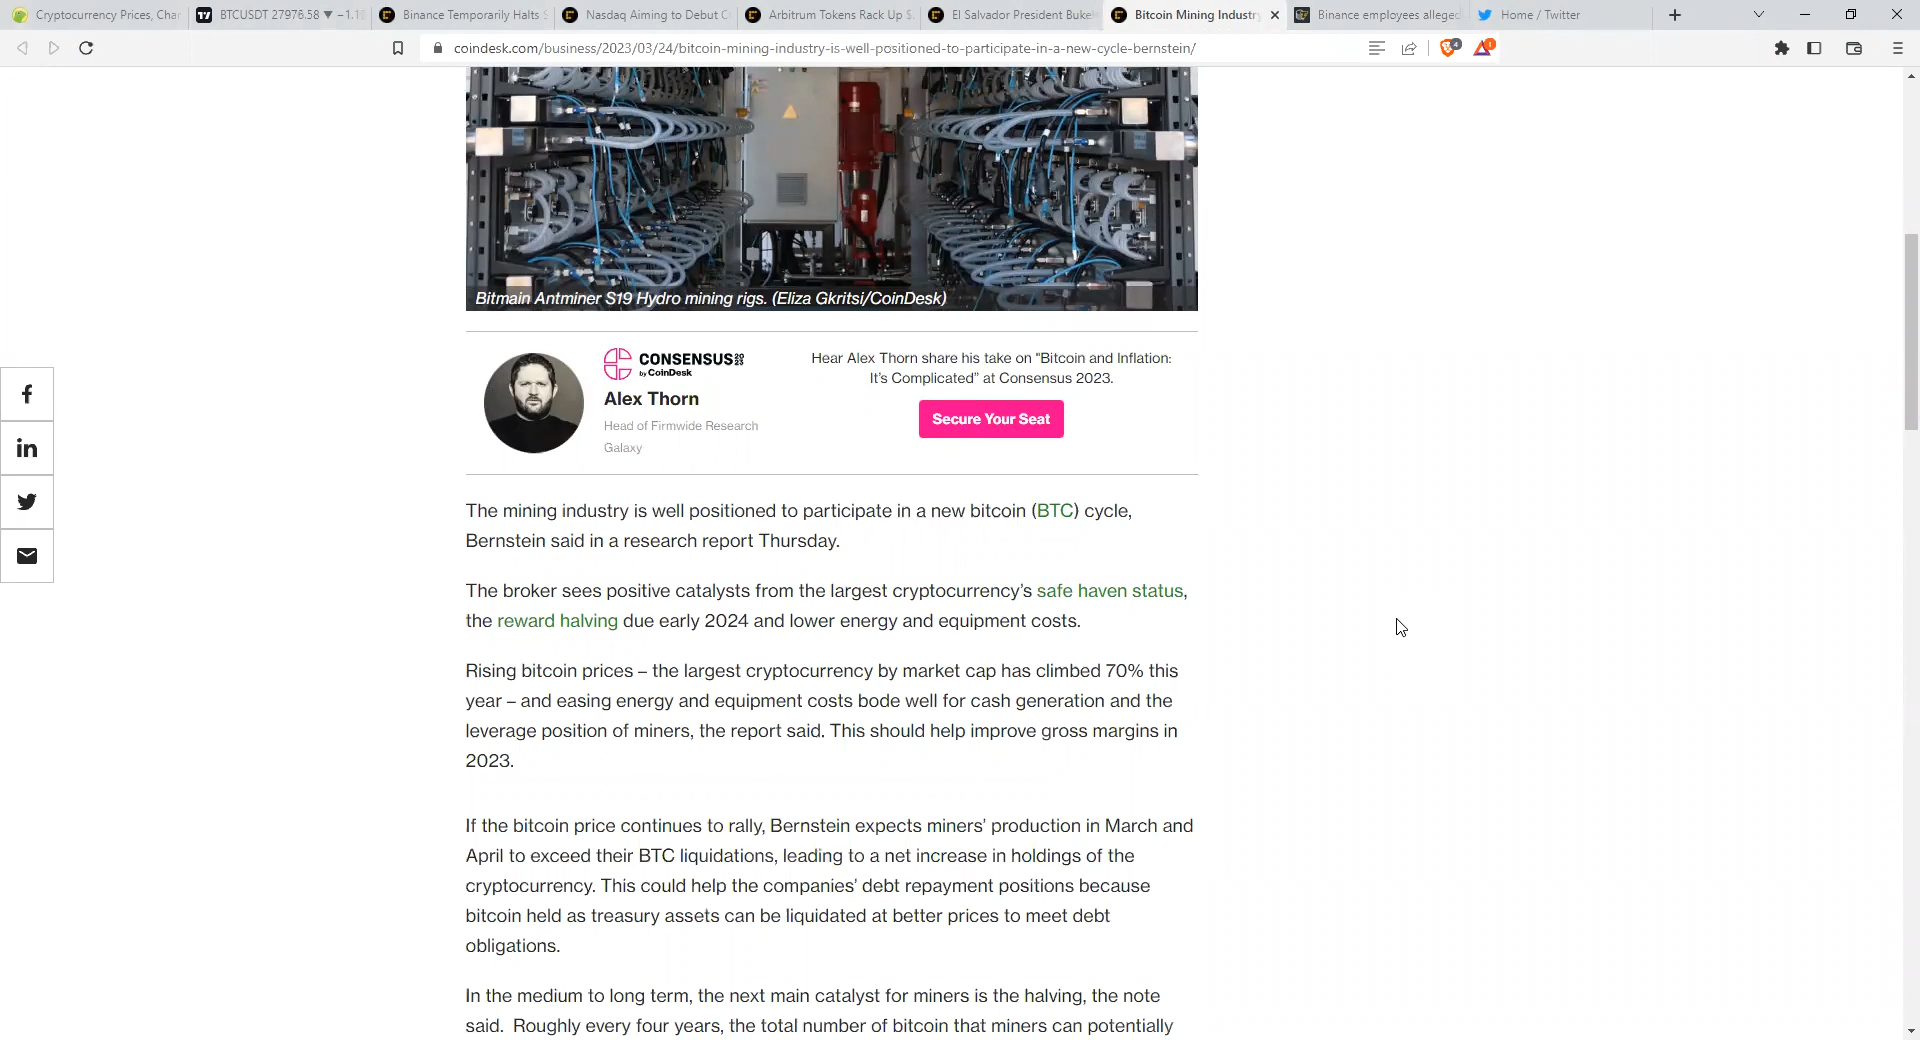 Cryptocurrency Prices, Char
BTCUSDT 27976.58 ▼ −1.1
Binance Temporarily Halts S
Nasdaq Aiming to Debut C
Arbitrum Tokens Rack Up $
El Salvador President Bukel
Bitcoin Mining Industry
Binance employees alleged
Home / Twitter
coindesk.com/business/2023/03/24/bitcoin-mining-industry-is-well-positioned-to-participate-in-a-new-cycle-bernstein/
4
1
Bitmain Antminer S19 Hydro mining rigs. (Eliza Gkritsi/CoinDesk)
CONSENSUS 2023
by CoinDesk
Alex Thorn
Head of Firmwide Research
Galaxy
Hear Alex Thorn share his take on “Bitcoin and Inflation:
It’s Complicated” at Consensus 2023.
Secure Your Seat
The mining industry is well positioned to participate in a new bitcoin (BTC) cycle,
Bernstein said in a research report Thursday.
The broker sees positive catalysts from the largest cryptocurrency’s safe haven status,
the reward halving due early 2024 and lower energy and equipment costs.
Rising bitcoin prices – the largest cryptocurrency by market cap has climbed 70% this
year – and easing energy and equipment costs bode well for cash generation and the
leverage position of miners, the report said. This should help improve gross margins in
2023.
If the bitcoin price continues to rally, Bernstein expects miners’ production in March and
April to exceed their BTC liquidations, leading to a net increase in holdings of the
cryptocurrency. This could help the companies’ debt repayment positions because
bitcoin held as treasury assets can be liquidated at better prices to meet debt
obligations.
In the medium to long term, the next main catalyst for miners is the halving, the note
said. Roughly every four years, the total number of bitcoin that miners can potentially